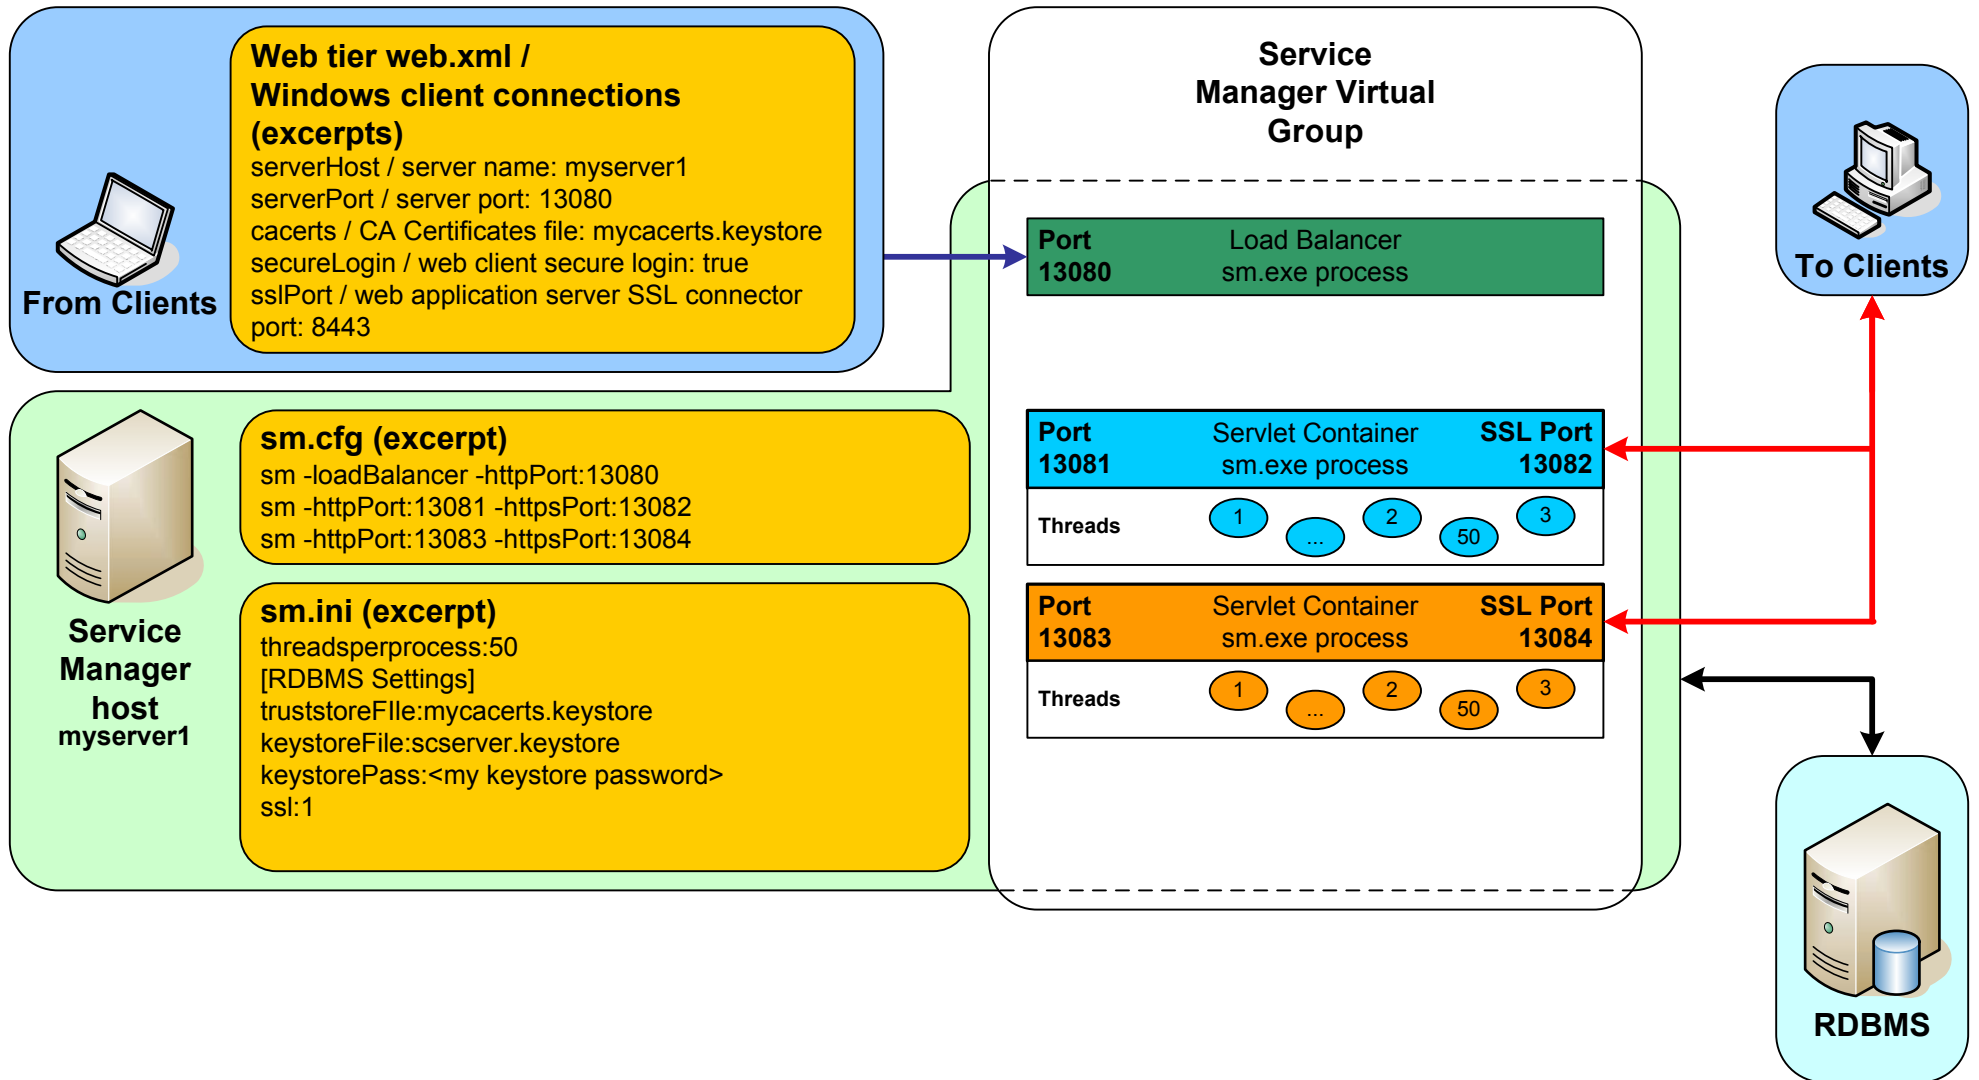 Web tier web.xml /
Windows client connections
(excerpts)
serverHost / server name: myserver1
serverPort / server port: 13080
cacerts / CA Certificates file: mycacerts.keystore
secureLogin / web client secure login: true
sslPort / web application server SSL connector
port: 8443
From Clients
sm.cfg (excerpt)
sm -loadBalancer -httpPort:13080
sm -httpPort:13081 -httpsPort:13082
sm -httpPort:13083 -httpsPort:13084
sm.ini (excerpt)
threadsperprocess:50
[RDBMS Settings]
truststoreFIle:mycacerts.keystore
keystoreFile:scserver.keystore
keystorePass:<my keystore password>
ssl:1
Service
Manager
host
myserver1
Service
Manager Virtual
Group
Port Load Balancer
13080 sm.exe process
Port Servlet Container SSL Port
13081 sm.exe process 13082
Threads 1 ... 2 50 3
Port Servlet Container SSL Port
13083 sm.exe process 13084
Threads 1 ... 2 50 3
To Clients
RDBMS